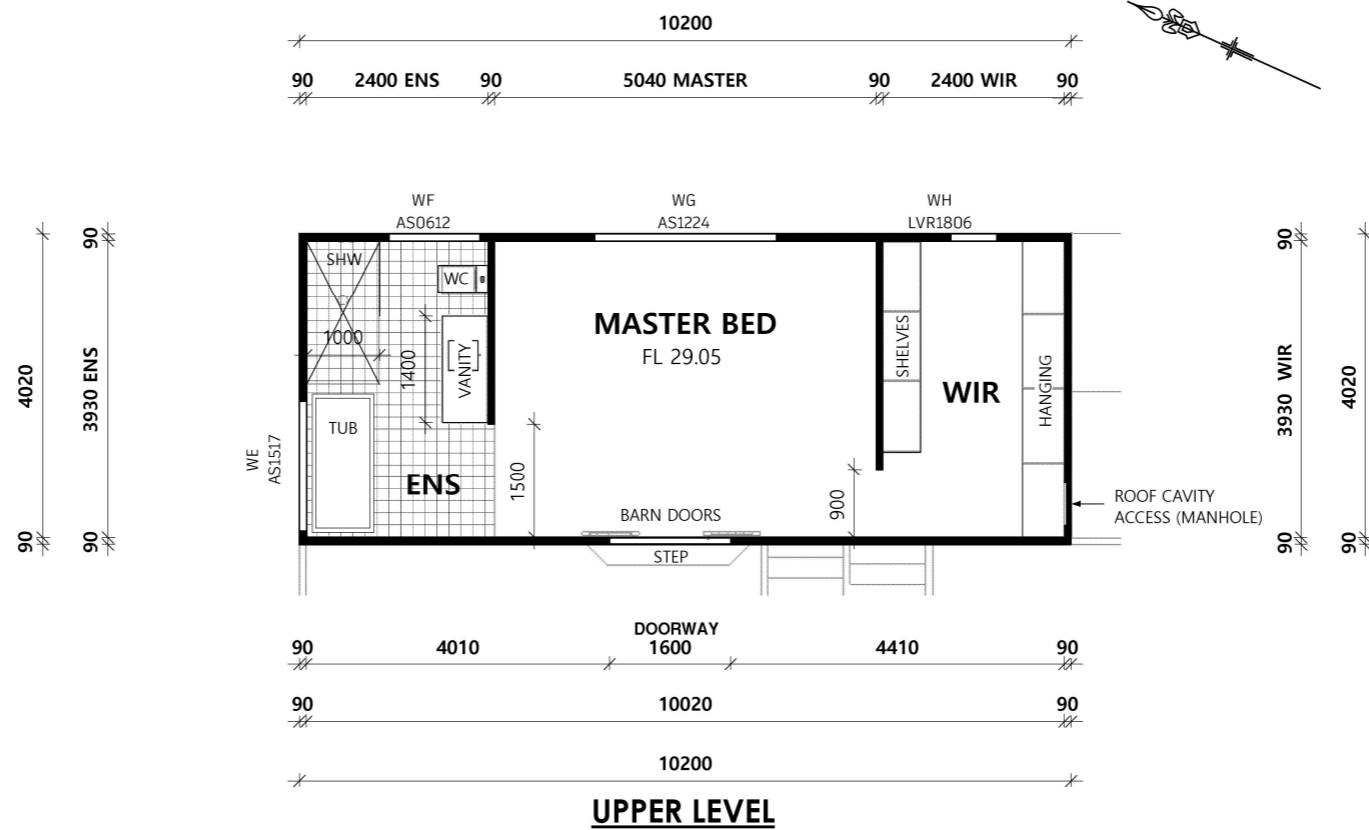 10200
90 2400 ENS 90 5040 MASTER 90 2400 WIR 90
WF
AS0612
WG
AS1224
WH
LVR1806
90
4020
3930 ENS
90
90
SHW
1000
WC
1400
VANITY
TUB
ENS
WE
AS1517
1500
MASTER BED
FL 29.05
BARN DOORS
STEP
SHELVES
WIR
HANGING
900
90
3930 WIR
90
4020
90
ROOF CAVITY
ACCESS (MANHOLE)
DOORWAY
90 4010 1600 4410 90
90 10020 90
10200
UPPER LEVEL